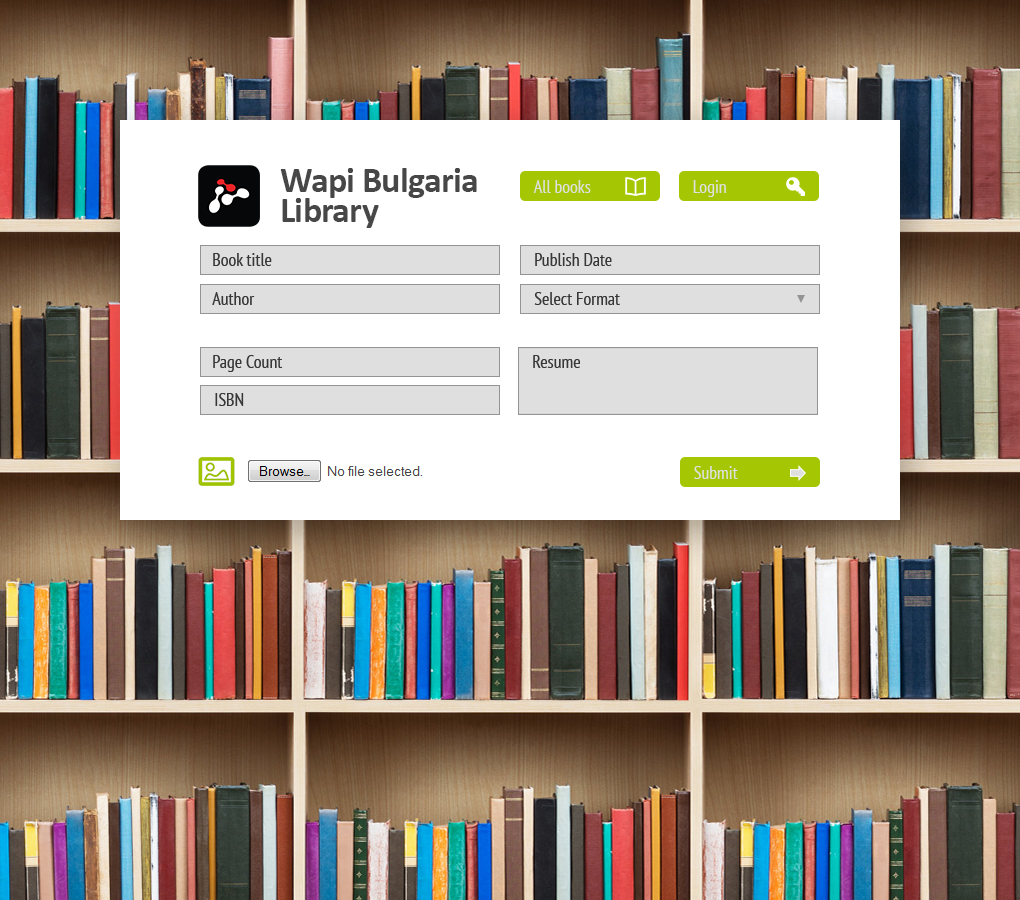 Wapi Bulgaria
Library
All books
Login
Book title
Publish Date
Author
Select Format
Page Count
Resume
ISBN
Browse..
No file selected.
Submit